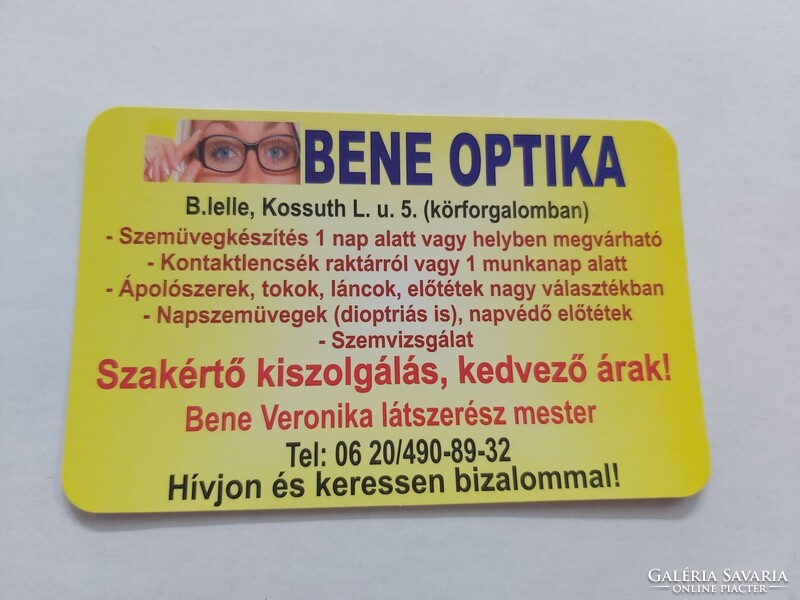 BENE OPTIKA
B.lelle, Kossuth L. u. 5. (körforgalomban)
- Szemüvegkészítés 1 nap alatt vagy helyben megvárható
- Kontaktlencsék raktárról vagy 1 munkanap alatt
- Ápolószerek, tokok, láncok, előtétek nagy választékban
- Napszemüvegek (dioptriás is), napvédő előtétek
- Szemvizsgálat
Szakértő kiszolgálás, kedvező árak!
Bene Veronika látszerész mester
Tel: 06 20/490-89-32
Hívjon és keressen bizalommal!
GALÉRIA SAVARIA
ONLINE PIACTÉR